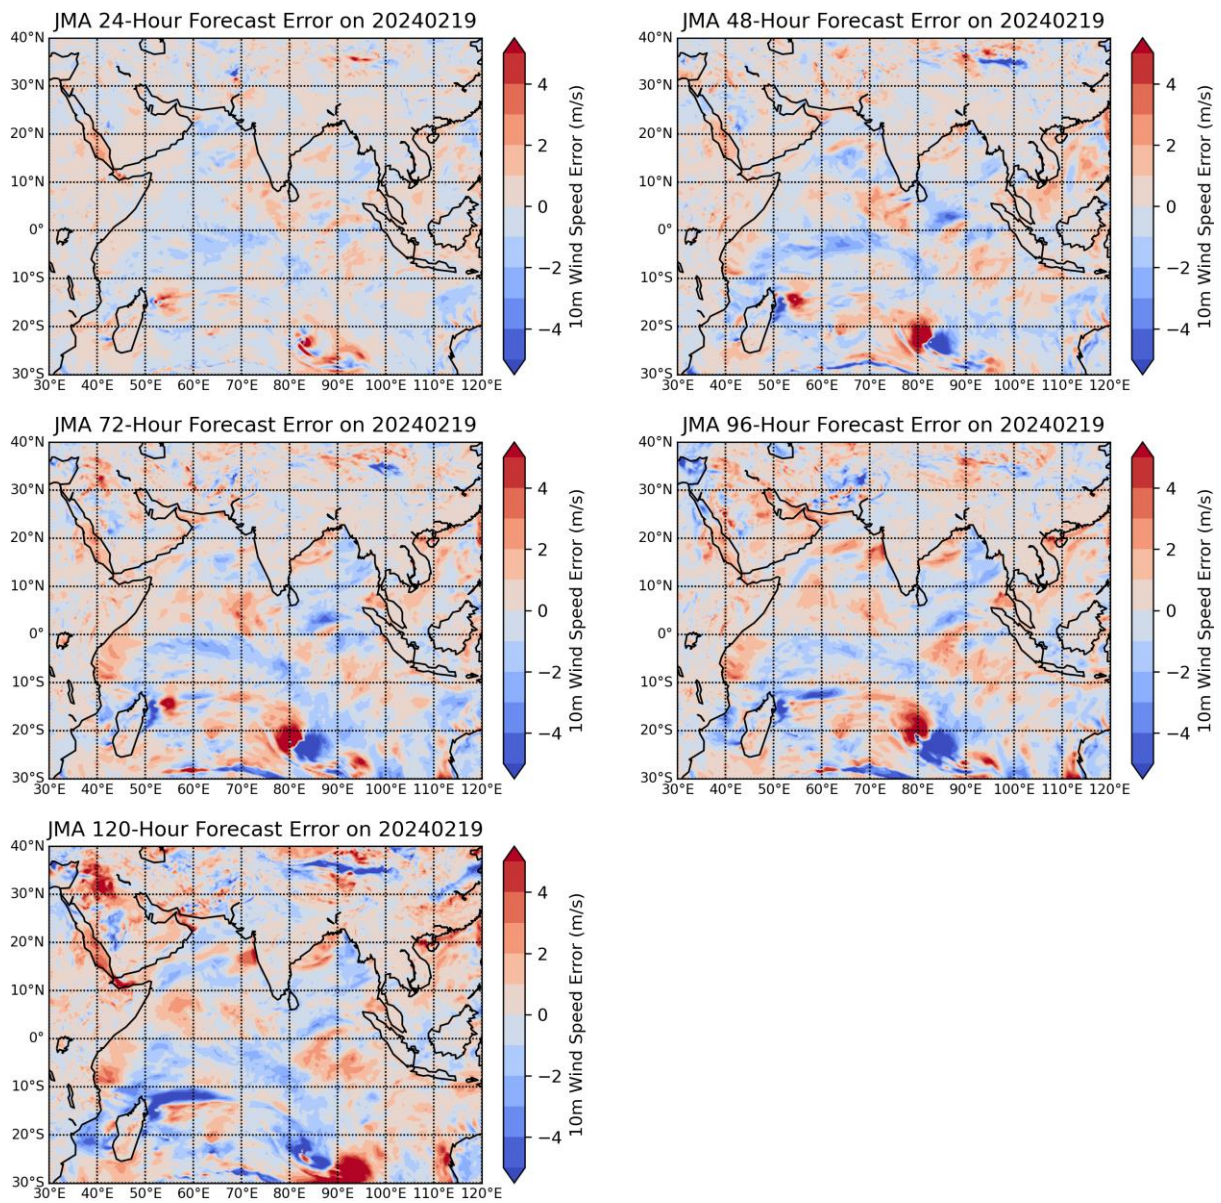 JMA 24-Hour Forecast Error on 20240219
40°N
30°N
20°N
10°N
0°
10°S
20°S
30°S
30°E 40°E 50°E 60°E 70°E 80°E 90°E 100°E 110°E 120°E
4
2
0
−2
−4
10m Wind Speed Error (m/s)
JMA 48-Hour Forecast Error on 20240219
40°N
30°N
20°N
10°N
0°
10°S
20°S
30°S
30°E 40°E 50°E 60°E 70°E 80°E 90°E 100°E 110°E 120°E
4
2
0
−2
−4
10m Wind Speed Error (m/s)
JMA 72-Hour Forecast Error on 20240219
40°N
30°N
20°N
10°N
0°
10°S
20°S
30°S
30°E 40°E 50°E 60°E 70°E 80°E 90°E 100°E 110°E 120°E
4
2
0
−2
−4
10m Wind Speed Error (m/s)
JMA 96-Hour Forecast Error on 20240219
40°N
30°N
20°N
10°N
0°
10°S
20°S
30°S
30°E 40°E 50°E 60°E 70°E 80°E 90°E 100°E 110°E 120°E
4
2
0
−2
−4
10m Wind Speed Error (m/s)
JMA 120-Hour Forecast Error on 20240219
40°N
30°N
20°N
10°N
0°
10°S
20°S
30°S
30°E 40°E 50°E 60°E 70°E 80°E 90°E 100°E 110°E 120°E
4
2
0
−2
−4
10m Wind Speed Error (m/s)